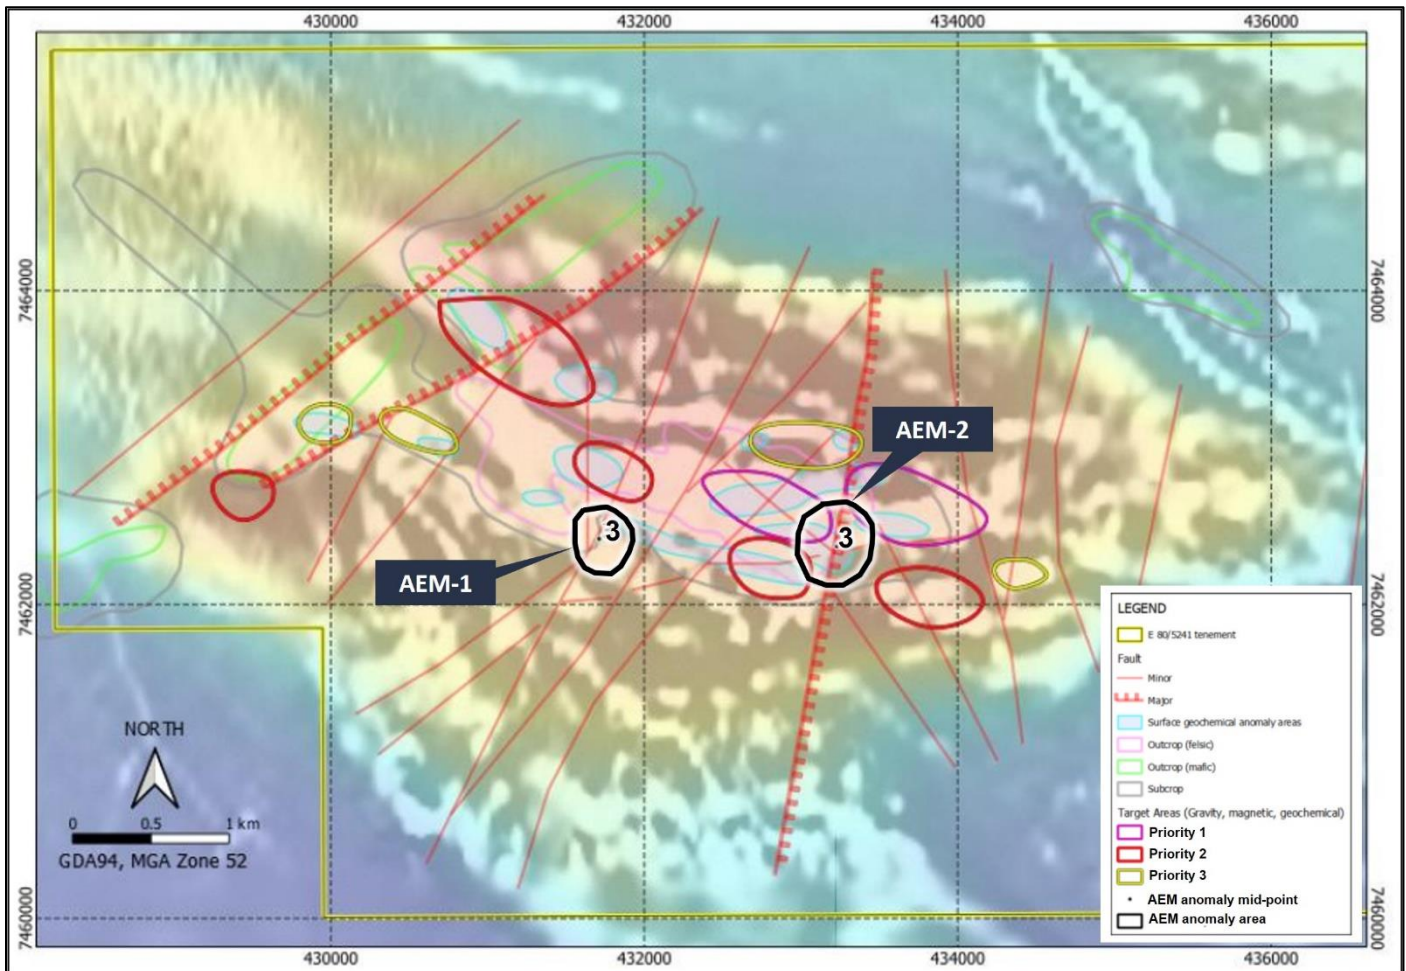 430000
432000
434000
436000
7464000
7464000
AEM-2
3
3
AEM-1
7462000
7462000
LEGEND
E 80/5241 tenement
Fault
Minor
Major
Surface geochemical anomaly areas
Outcrop (felsic)
Outcrop (mafic)
Subcrop
Target Areas (Gravity, magnetic, geochemical)
Priority 1
Priority 2
Priority 3
AEM anomaly mid-point
AEM anomaly area
NORTH
0 0.5 1 km
GDA94, MGA Zone 52
7460000
7460000
430000
432000
434000
436000